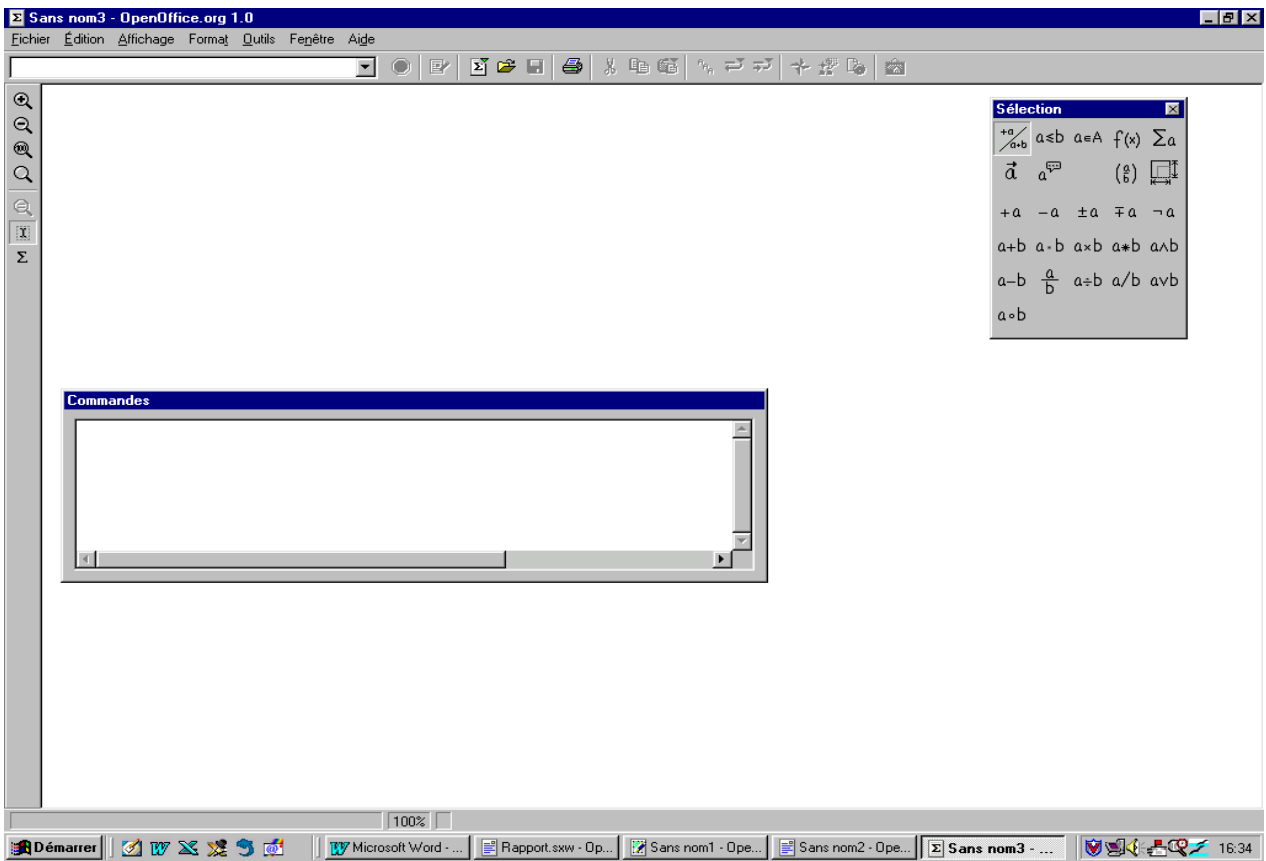 Sans nom3 - OpenOffice.org 1.0
Fichier Édition Affichage Format Outils Fenêtre Aide
Sélection
+a/a+b a≤b a∈A f(x) Σa
a⃗ a (a/b)
+a −a ±a ∓a ¬a
a+b a·b a×b a∗b a∧b
a−b a/b a÷b a/b a∨b
a∘b
Commandes
100%
Démarrer Microsoft Word - ... Rapport.sxw - Op... Sans nom1 - Ope... Sans nom2 - Ope... Sans nom3 - ... 16:34